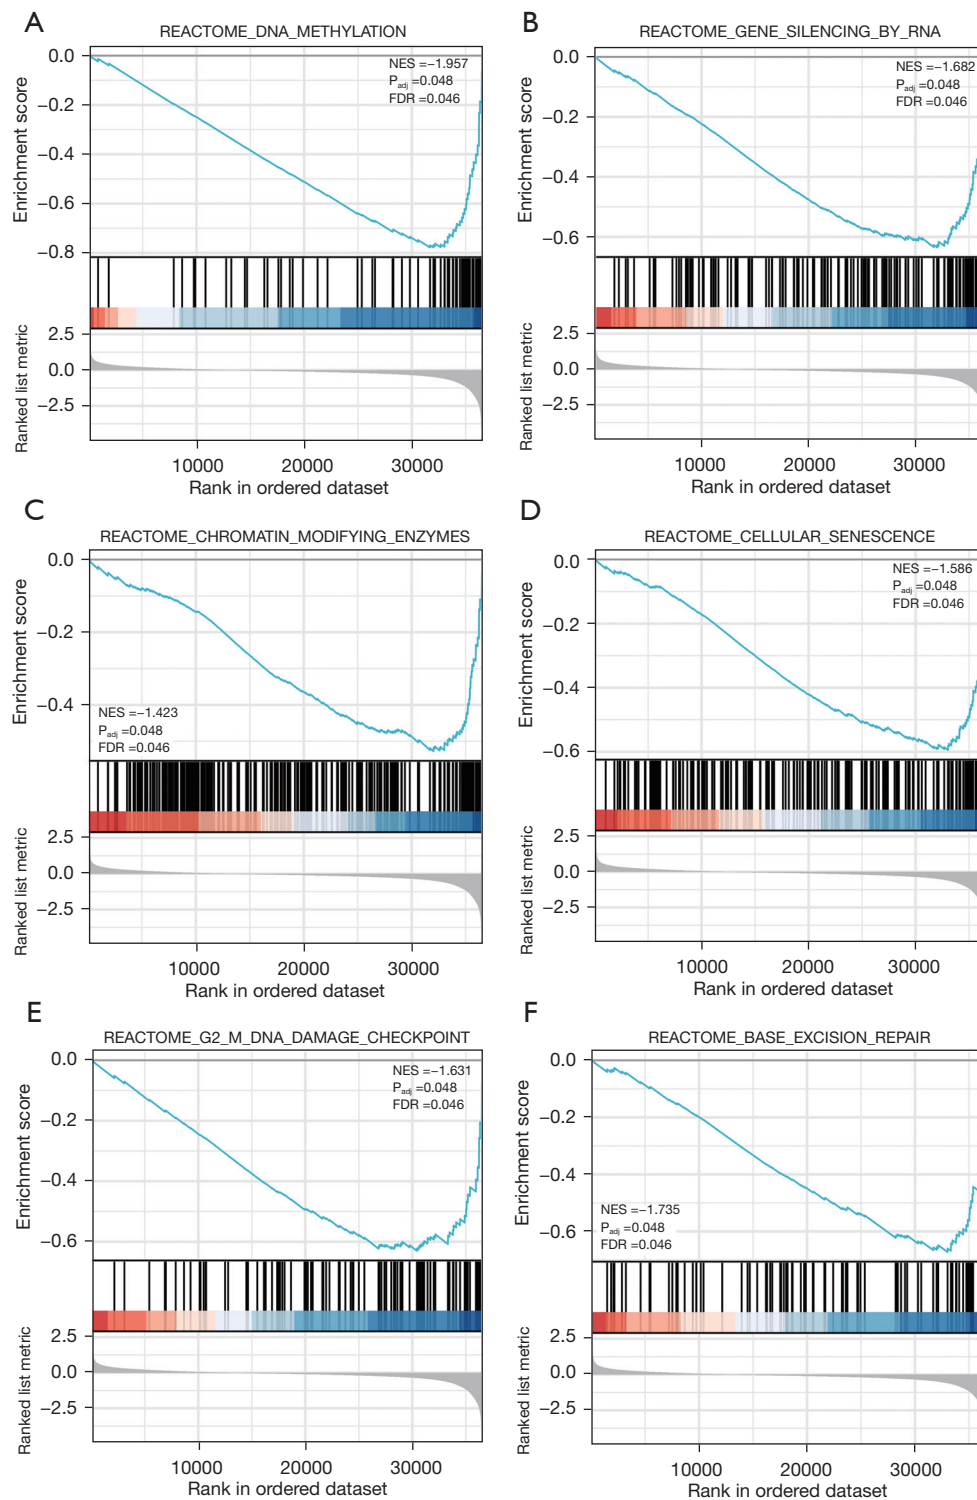 A
REACTOME_DNA_METHYLATION
NES =−1.957
Padj =0.048
FDR =0.046
Enrichment score
0.0
−0.2
−0.4
−0.6
−0.8
Ranked list metric
2.5
0.0
−2.5
10000 20000 30000
Rank in ordered dataset
B
REACTOME_GENE_SILENCING_BY_RNA
NES =−1.682
Padj =0.048
FDR =0.046
Enrichment score
0.0
−0.2
−0.4
−0.6
Ranked list metric
2.5
0.0
−2.5
10000 20000 30000
Rank in ordered dataset
C
REACTOME_CHROMATIN_MODIFYING_ENZYMES
Enrichment score
0.0
−0.2
−0.4
NES =−1.423
Padj =0.048
FDR =0.046
Ranked list metric
2.5
0.0
−2.5
10000 20000 30000
Rank in ordered dataset
D
REACTOME_CELLULAR_SENESCENCE
NES =−1.586
Padj =0.048
FDR =0.046
Enrichment score
0.0
−0.2
−0.4
−0.6
Ranked list metric
2.5
0.0
−2.5
10000 20000 30000
Rank in ordered dataset
E
REACTOME_G2_M_DNA_DAMAGE_CHECKPOINT
NES =−1.631
Padj =0.048
FDR =0.046
Enrichment score
0.0
−0.2
−0.4
−0.6
Ranked list metric
2.5
0.0
−2.5
10000 20000 30000
Rank in ordered dataset
F
REACTOME_BASE_EXCISION_REPAIR
Enrichment score
0.0
−0.2
−0.4
−0.6
NES =−1.735
Padj =0.048
FDR =0.046
Ranked list metric
2.5
0.0
−2.5
10000 20000 30000
Rank in ordered dataset